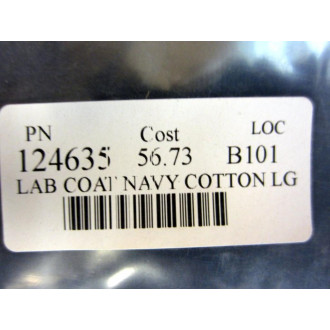 PN Cost LOC
124635 56.73 B101
LAB COAT NAVY COTTON LG